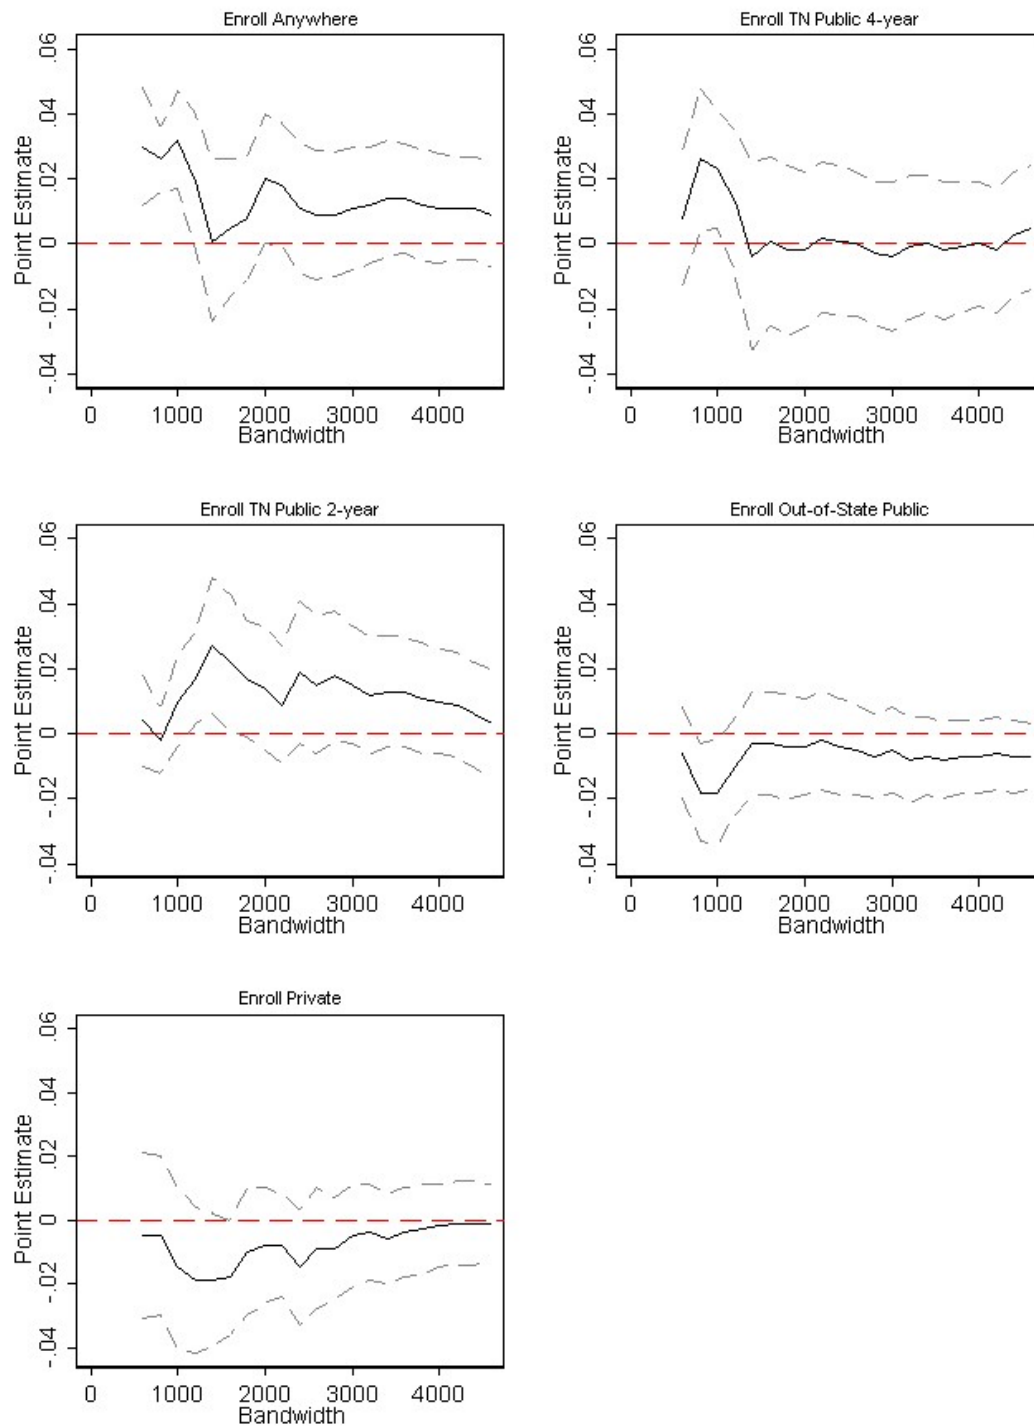 Enroll Anywhere
Point Estimate
.06
.04
.02
0
-.02
-.04
0 1000 2000 3000 4000
Bandwidth
Enroll TN Public 4-year
Point Estimate
.06
.04
.02
0
-.02
-.04
0 1000 2000 3000 4000
Bandwidth
Enroll TN Public 2-year
Point Estimate
.06
.04
.02
0
-.02
-.04
0 1000 2000 3000 4000
Bandwidth
Enroll Out-of-State Public
Point Estimate
.06
.04
.02
0
-.02
-.04
0 1000 2000 3000 4000
Bandwidth
Enroll Private
Point Estimate
.06
.04
.02
0
-.02
-.04
0 1000 2000 3000 4000
Bandwidth